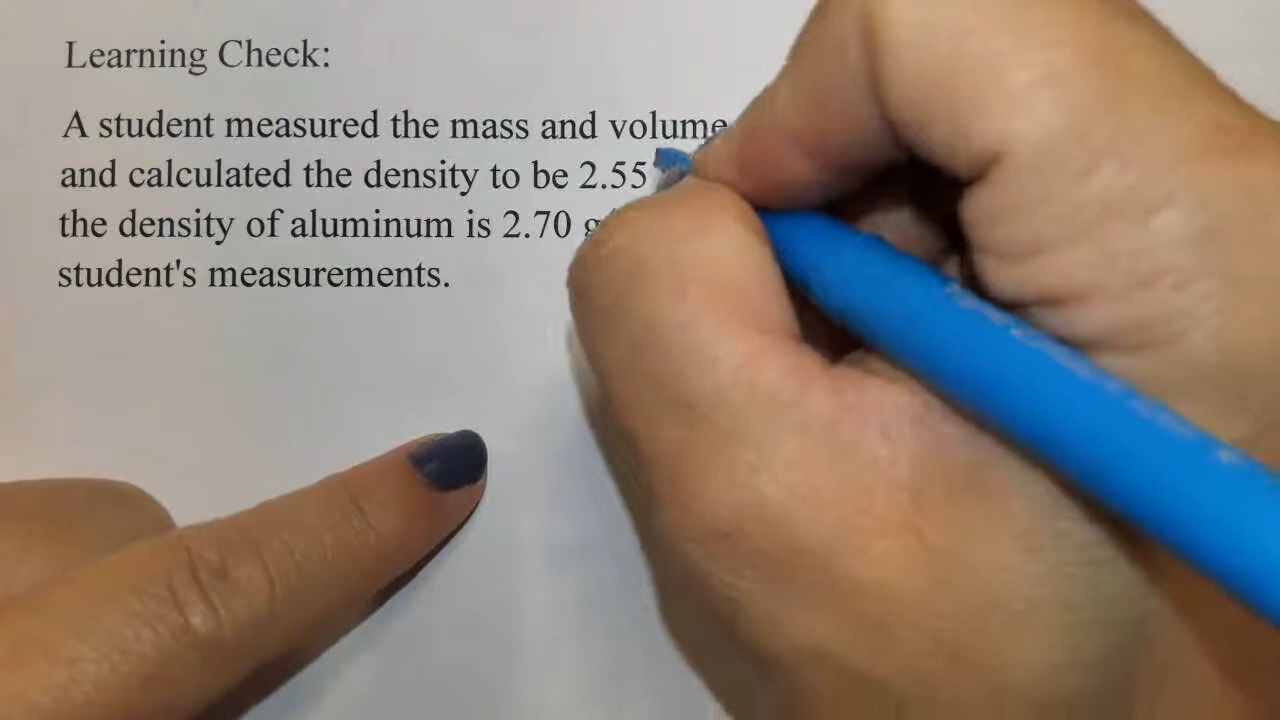 Learning Check:
A student measured the mass and volume
and calculated the density to be 2.55
the density of aluminum is 2.70
student's measurements.